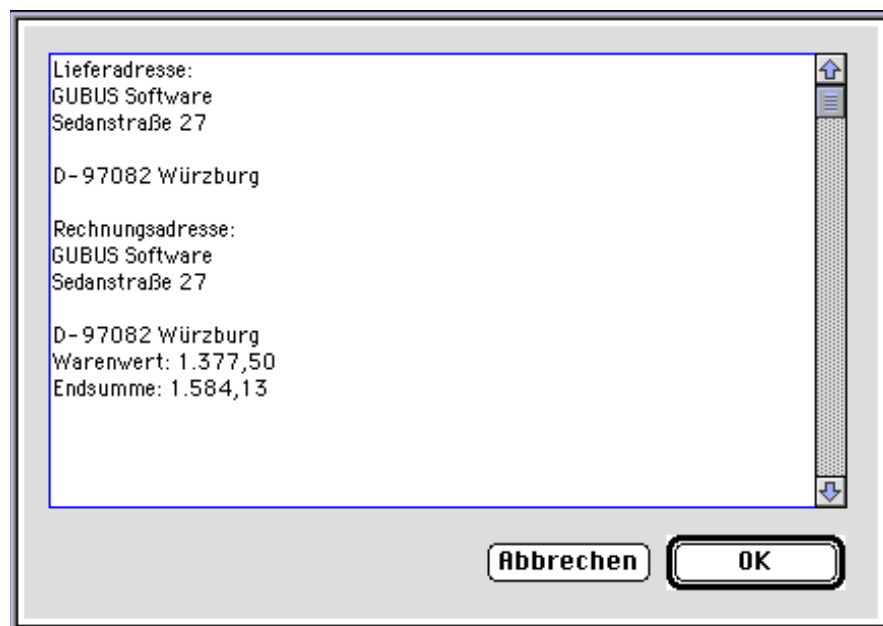 Lieferadresse:
GUBUS Software
Sedanstraße 27
D-97082 Würzburg
Rechnungsadresse:
GUBUS Software
Sedanstraße 27
D-97082 Würzburg
Warenwert: 1.377,50
Endsumme: 1.584,13
Abbrechen
OK